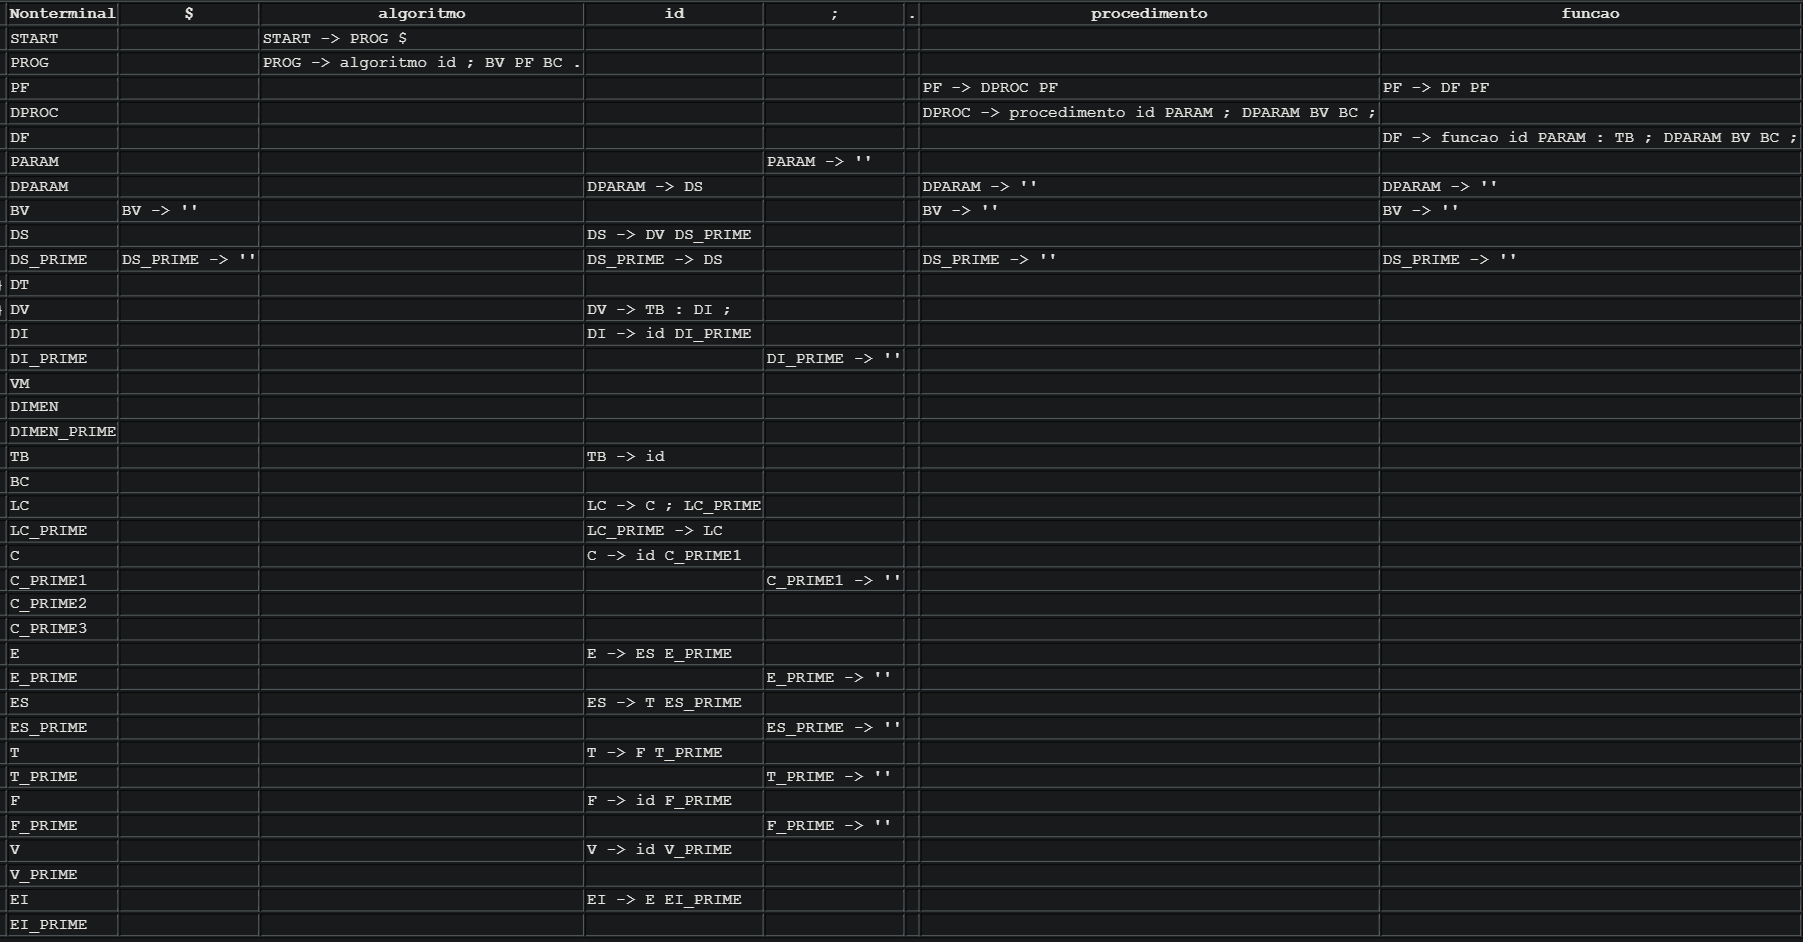 Nonterminal $ algoritmo id ; . procedimento funcao
START START -> PROG $
PROG PROG -> algoritmo id ; BV PF BC .
PF PF -> DPROC PF PF -> DF PF
DPROC DPROC -> procedimento id PARAM ; DPARAM BV BC ;
DF DF -> funcao id PARAM : TB ; DPARAM BV BC ;
PARAM PARAM -> ''
DPARAM DPARAM -> DS DPARAM -> '' DPARAM -> ''
BV BV -> '' BV -> '' BV -> ''
DS DS -> DV DS_PRIME
DS_PRIME DS_PRIME -> '' DS_PRIME -> DS DS_PRIME -> '' DS_PRIME -> ''
DT
DV DV -> TB : DI ;
DI DI -> id DI_PRIME
DI_PRIME DI_PRIME -> ''
VM
DIMEN
DIMEN_PRIME
TB TB -> id
BC
LC LC -> C ; LC_PRIME
LC_PRIME LC_PRIME -> LC
C C -> id C_PRIME1
C_PRIME1 C_PRIME1 -> ''
C_PRIME2
C_PRIME3
E E -> ES E_PRIME
E_PRIME E_PRIME -> ''
ES ES -> T ES_PRIME
ES_PRIME ES_PRIME -> ''
T T -> F T_PRIME
T_PRIME T_PRIME -> ''
F F -> id F_PRIME
F_PRIME F_PRIME -> ''
V V -> id V_PRIME
V_PRIME
EI EI -> E EI_PRIME
EI_PRIME